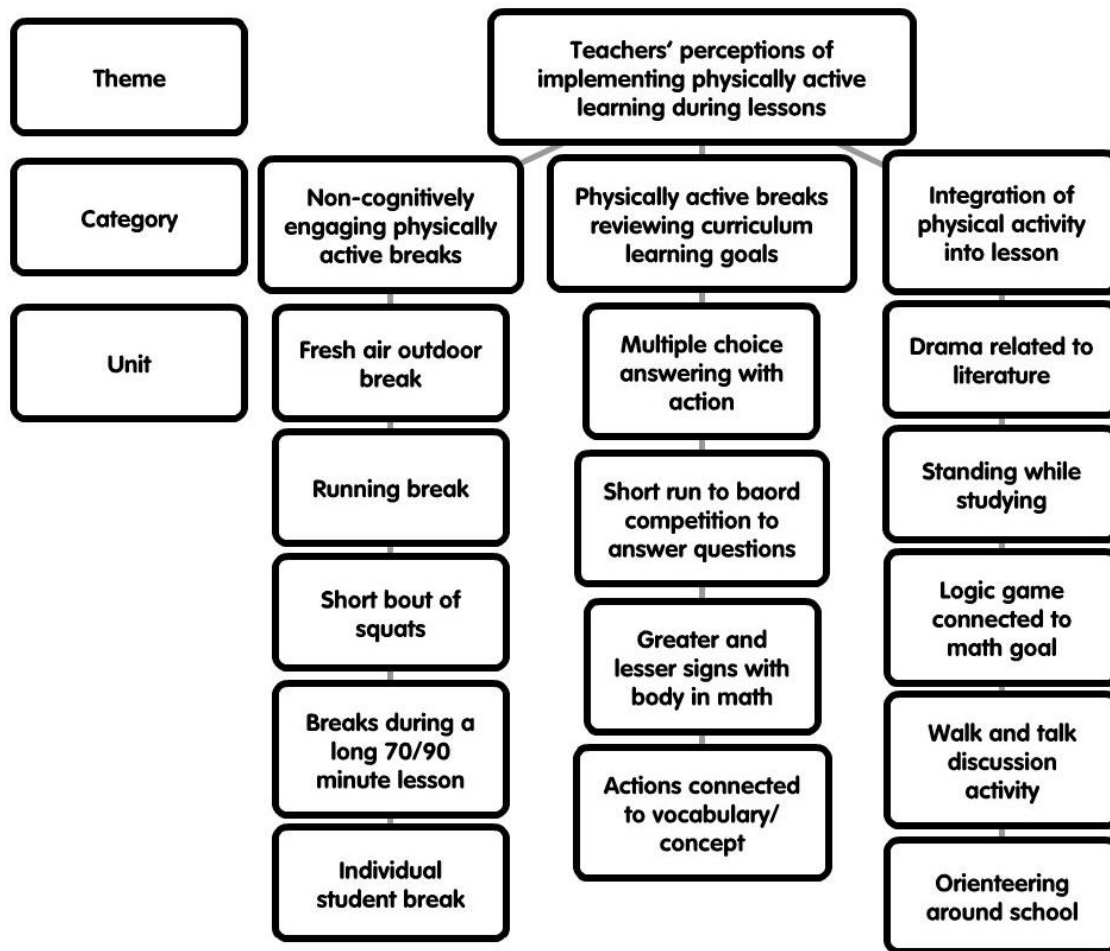 Theme
Teachers’ perceptions of
implementing physically active
learning during lessons
Category
Non-cognitively
engaging physically
active breaks
Physically active breaks
reviewing curriculum
learning goals
Integration of
physical activity
into lesson
Unit
Fresh air outdoor
break
Running break
Short bout of
squats
Breaks during a
long 70/90
minute lesson
Individual
student break
Multiple choice
answering with
action
Short run to baord
competition to
answer questions
Greater and
lesser signs with
body in math
Actions connected
to vocabulary/
concept
Drama related to
literature
Standing while
studying
Logic game
connected to
math goal
Walk and talk
discussion
activity
Orienteering
around school